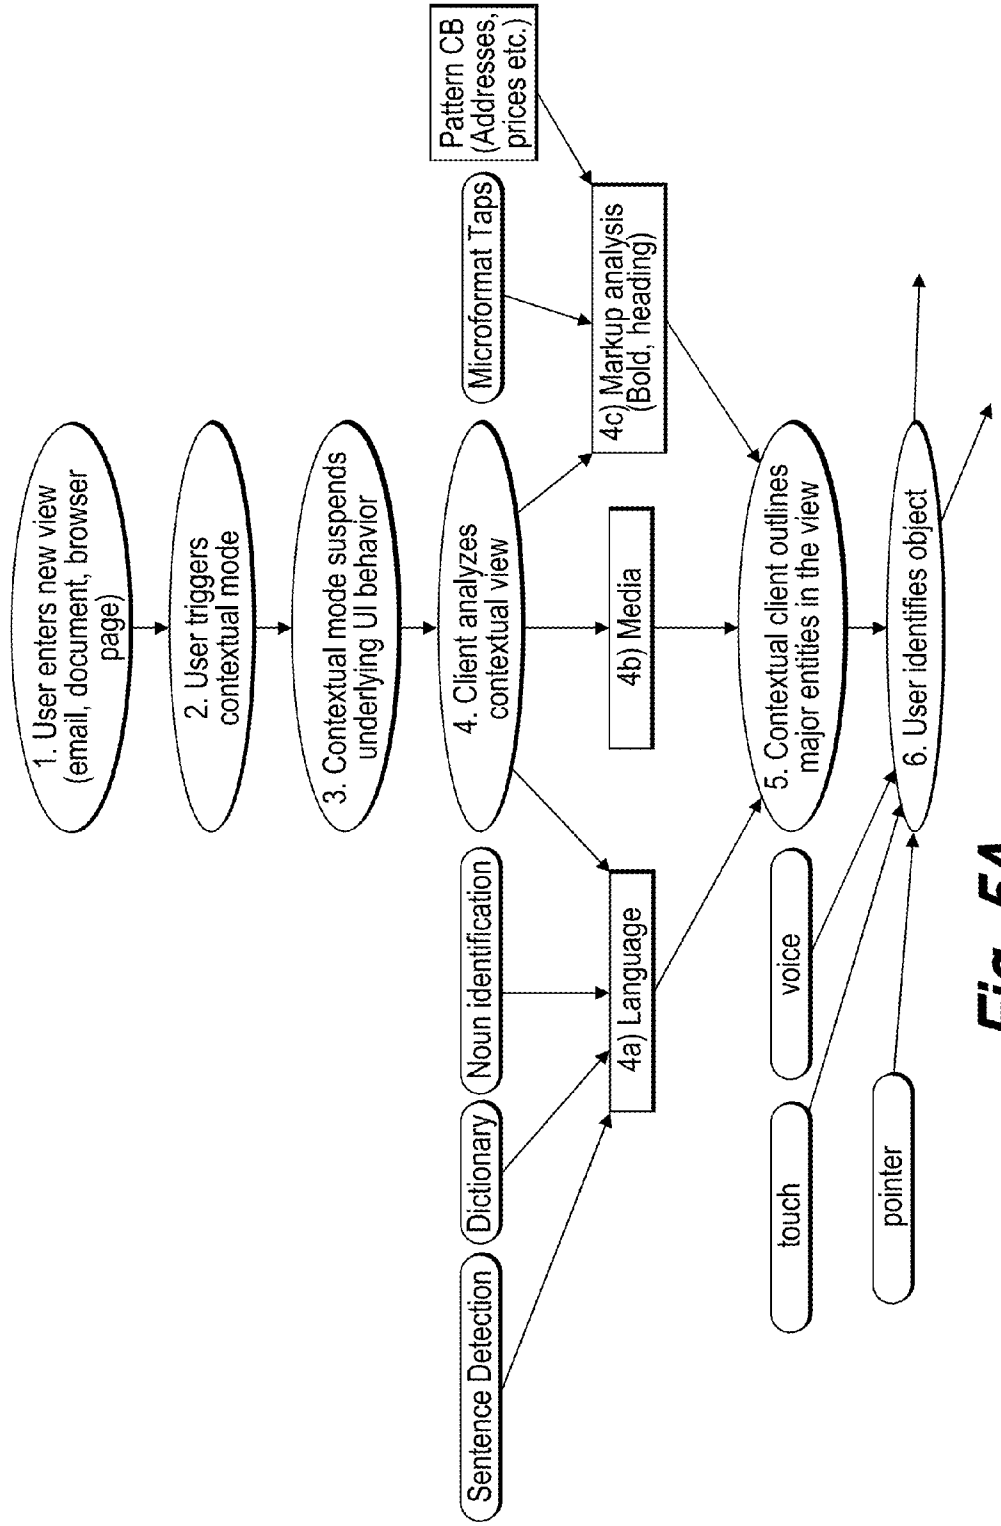 1. User enters new view
(email, document, browser
page)
2. User triggers
contextual mode
3. Contextual mode suspends
underlying UI behavior
4. Client analyzes
contextual view
Sentence Detection
Dictionary
Noun identification
Microformat Taps
Pattern CB
(Addresses,
prices etc.)
4a) Language
4b) Media
4c) Markup analysis
(Bold, heading)
5. Contextual client outlines
major entities in the view
touch
voice
pointer
6. User identifies object
Fig. 5A